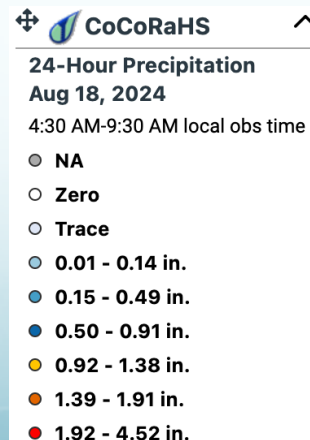 CoCoRaHS
24-Hour Precipitation
Aug 18, 2024
4:30 AM-9:30 AM local obs time
NA
Zero
Trace
0.01 - 0.14 in.
0.15 - 0.49 in.
0.50 - 0.91 in.
0.92 - 1.38 in.
1.39 - 1.91 in.
1.92 - 4.52 in.